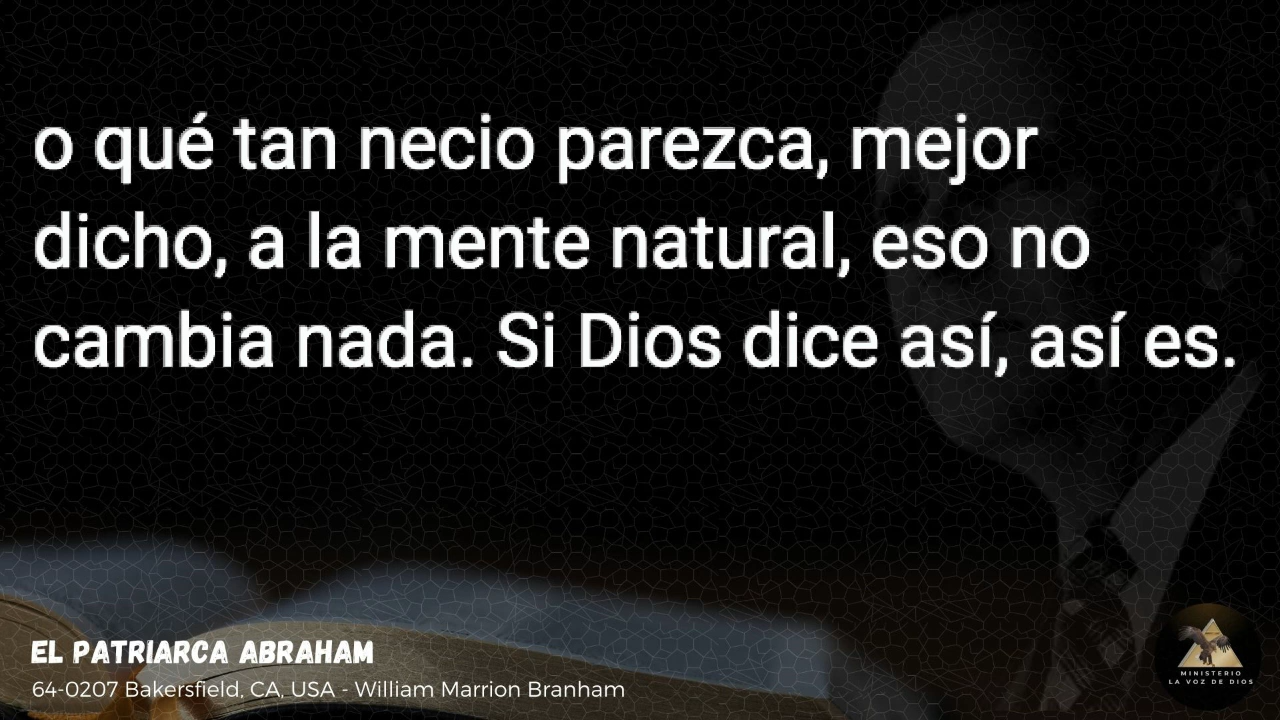 o qué tan necio parezca, mejor
dicho, a la mente natural, eso no
cambia nada. Si Dios dice así, así es.
EL PATRIARCA ABRAHAM
64-0207 Bakersfield, CA, USA - William Marrion Branham
MINISTERIO
LA VOZ DE DIOS